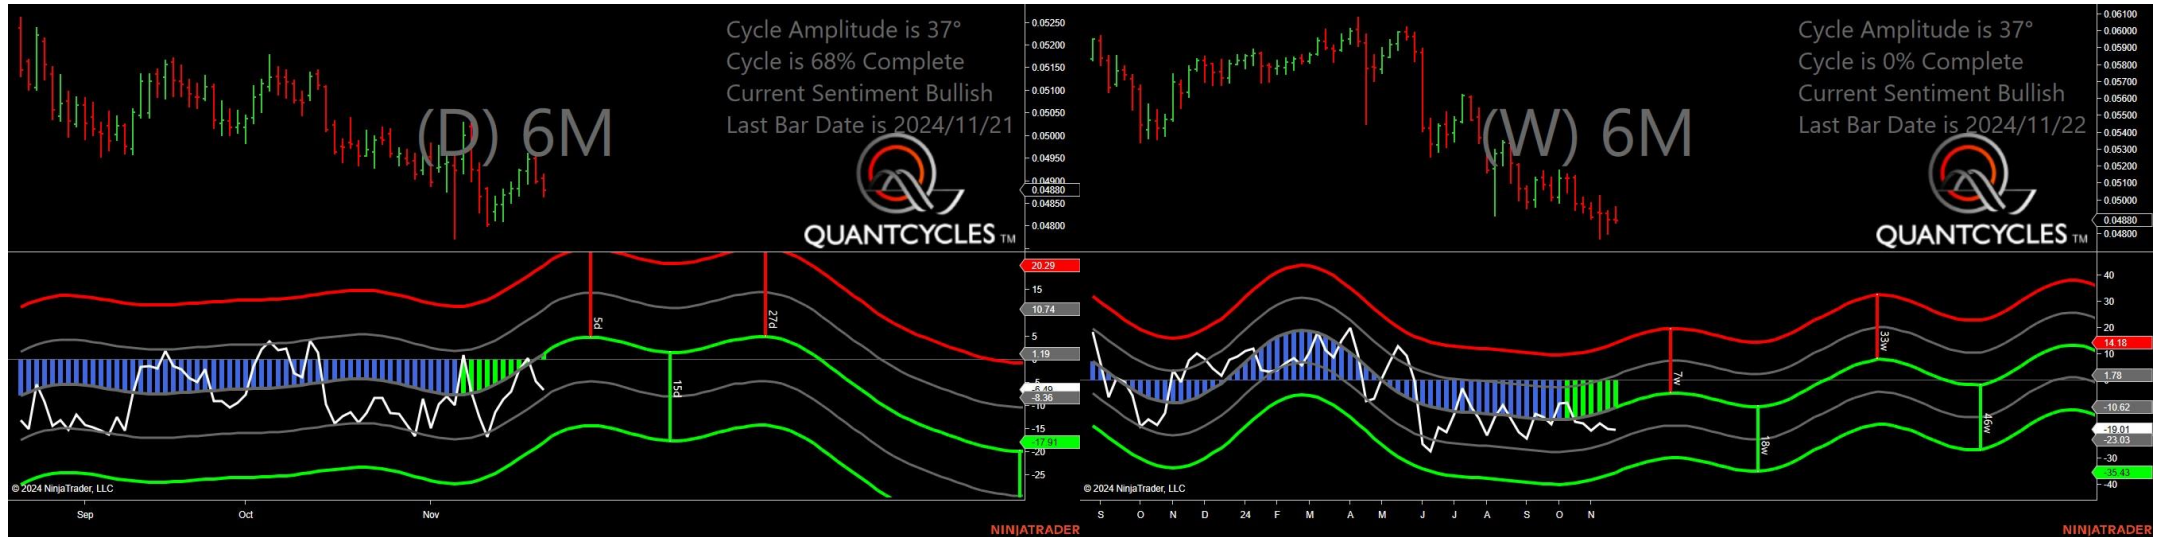 Cycle Amplitude is 37°
Cycle is 68% Complete
Current Sentiment Bullish
Last Bar Date is 2024/11/21
(D) 6M
QUANTCYCLES TM
0.05250
0.05200
0.05150
0.05100
0.05050
0.05000
0.04950
0.04900
0.04880
0.04850
0.04800
20.29
15
10.74
5
1.19
-6.49
-8.36
-10
-15
-17.91
-20
-25
5d
15d
27d
© 2024 NinjaTrader, LLC
Sep Oct Nov
NINJATRADER
Cycle Amplitude is 37°
Cycle is 0% Complete
Current Sentiment Bullish
Last Bar Date is 2024/11/22
(W) 6M
QUANTCYCLES TM
0.06100
0.06000
0.05900
0.05800
0.05700
0.05600
0.05500
0.05400
0.05300
0.05200
0.05100
0.05000
0.04880
0.04800
40
30
20
14.18
10
1.78
-10.62
-19.01
-23.03
-30
-35.43
-40
7w
18w
33w
46w
© 2024 NinjaTrader, LLC
S O N D 24 F M A M J J A S O N
NINJATRADER